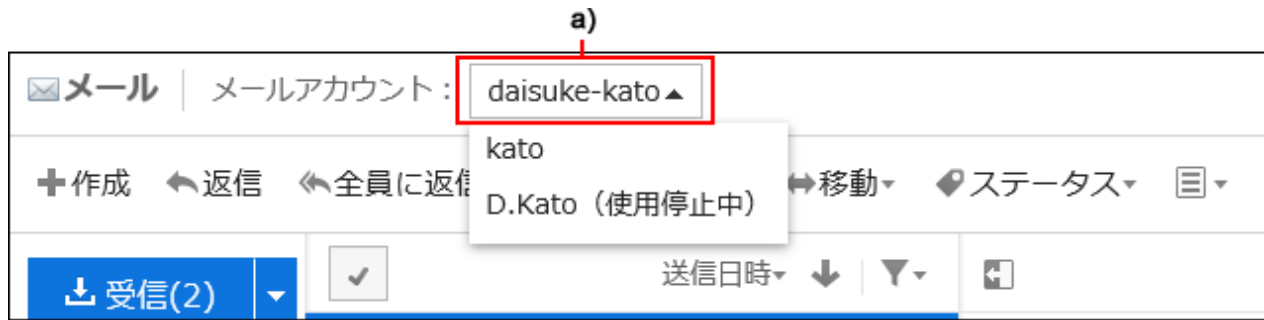 a)
メール メールアカウント: daisuke-kato▲
kato
D.Kato（使用停止中）
作成 返信 全員に返信 移動 ステータス
受信(2) 送信日時